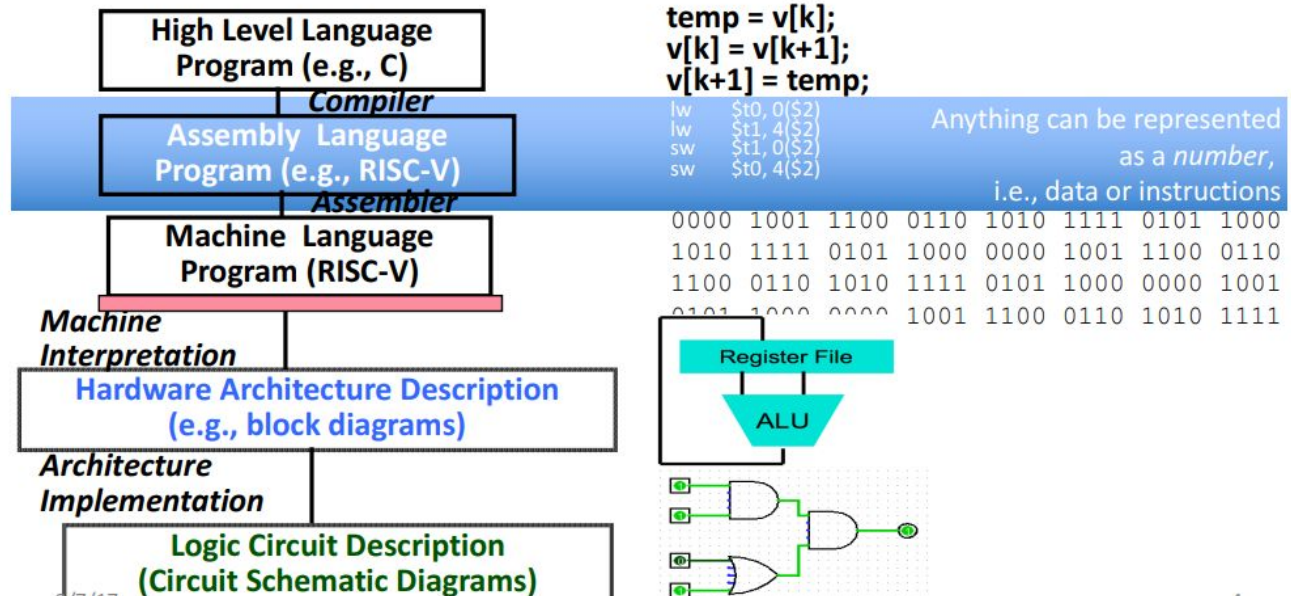 High Level Language
Program (e.g., C)
Compiler
Assembly Language
Program (e.g., RISC-V)
Assembler
Machine Language
Program (RISC-V)
Machine
Interpretation
Hardware Architecture Description
(e.g., block diagrams)
Architecture
Implementation
Logic Circuit Description
(Circuit Schematic Diagrams)
temp = v[k];
v[k] = v[k+1];
v[k+1] = temp;
lw $t0, 0($2)
lw $t1, 4($2)
sw $t1, 0($2)
sw $t0, 4($2)
Anything can be represented
as a number,
i.e., data or instructions
0000 1001 1100 0110 1010 1111 0101 1000
1010 1111 0101 1000 0000 1001 1100 0110
1100 0110 1010 1111 0101 1000 0000 1001
0101 1000 0000 1001 1100 0110 1010 1111
Register File
ALU